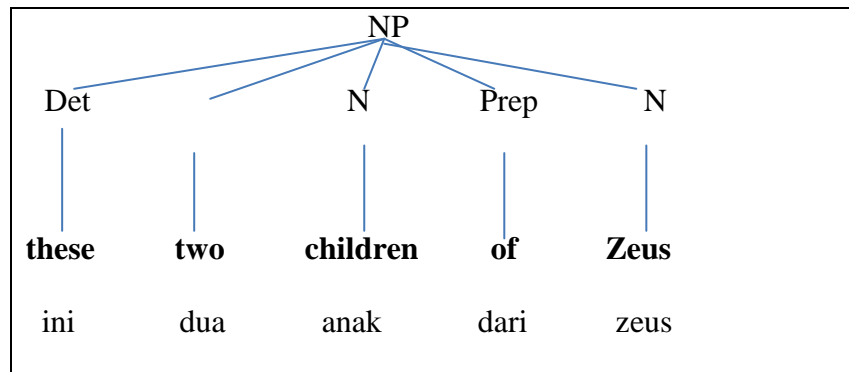 NP
Det N Prep N
these two children of Zeus
ini dua anak dari zeus